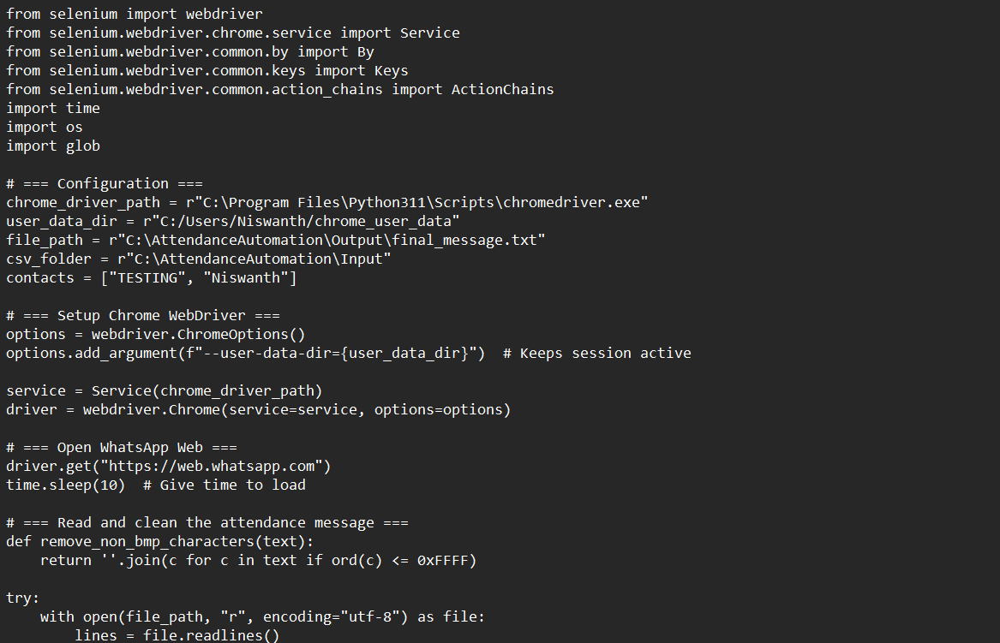 from selenium import webdriver
from selenium.webdriver.chrome.service import Service
from selenium.webdriver.common.by import By
from selenium.webdriver.common.keys import Keys
from selenium.webdriver.common.action_chains import ActionChains
import time
import os
import glob

# === Configuration ===
chrome_driver_path = r"C:\Program Files\Python311\Scripts\chromedriver.exe"
user_data_dir = r"C:/Users/Niswanth/chrome_user_data"
file_path = r"C:\AttendanceAutomation\Output\final_message.txt"
csv_folder = r"C:\AttendanceAutomation\Input"
contacts = ["TESTING", "Niswanth"]

# === Setup Chrome WebDriver ===
options = webdriver.ChromeOptions()
options.add_argument(f"--user-data-dir={user_data_dir}")  # Keeps session active

service = Service(chrome_driver_path)
driver = webdriver.Chrome(service=service, options=options)

# === Open WhatsApp Web ===
driver.get("https://web.whatsapp.com")
time.sleep(10)  # Give time to load

# === Read and clean the attendance message ===
def remove_non_bmp_characters(text):
    return ''.join(c for c in text if ord(c) <= 0xFFFF)

try:
    with open(file_path, "r", encoding="utf-8") as file:
        lines = file.readlines()